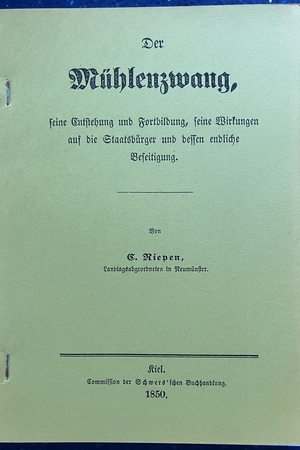 Der
Mühlenzwang,
seine Entstehung und Fortbildung, seine Wirkungen
auf die Staatsbürger und dessen endliche
Beseitigung.
Von
C. Riepen,
Landtagsabgeordneten in Neumünster.
Kiel.
Commission der Schwers'schen Buchhandlung.
1850.